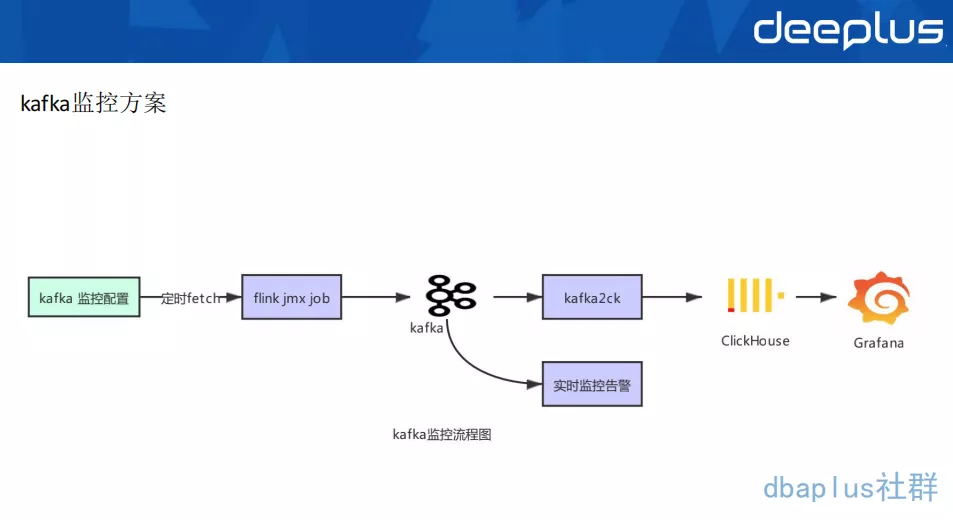 deeplus
kafka监控方案
kafka 监控配置
定时fetch
flink jmx job
kafka
kafka2ck
ClickHouse
Grafana
实时监控告警
kafka监控流程图
dbaplus社群